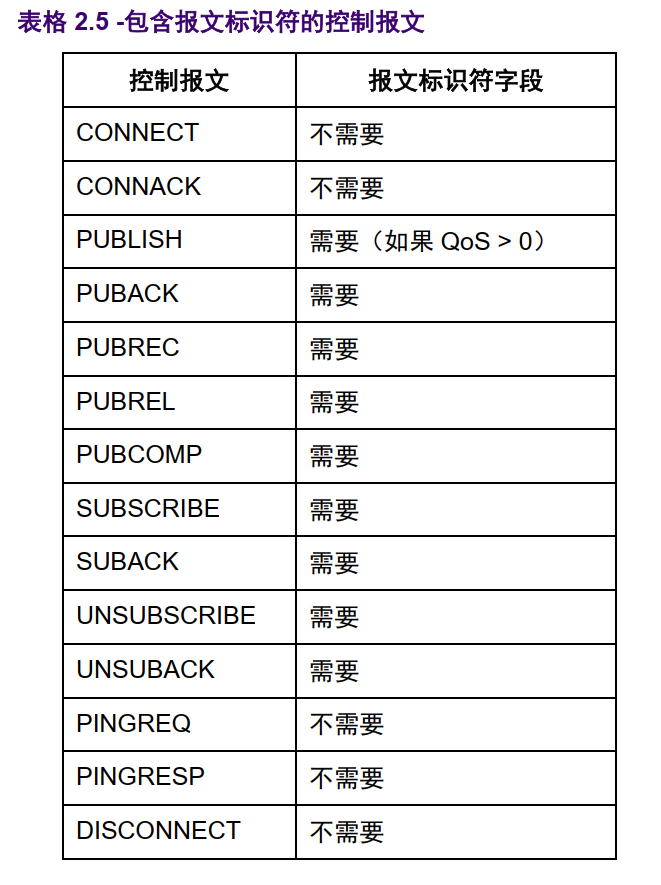 表格 2.5 -包含报文标识符的控制报文
控制报文 报文标识符字段
CONNECT 不需要
CONNACK 不需要
PUBLISH 需要（如果 QoS > 0）
PUBACK 需要
PUBREC 需要
PUBREL 需要
PUBCOMP 需要
SUBSCRIBE 需要
SUBACK 需要
UNSUBSCRIBE 需要
UNSUBACK 需要
PINGREQ 不需要
PINGRESP 不需要
DISCONNECT 不需要